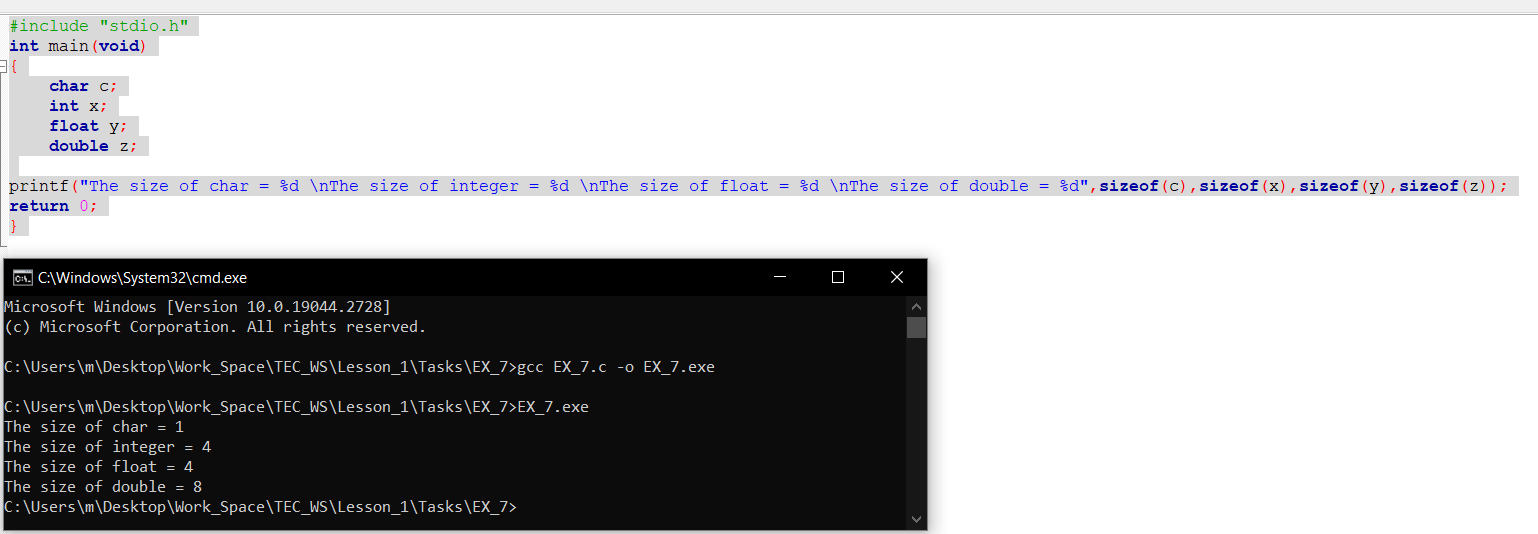 #include "stdio.h"
int main(void)
{
char c;
int x;
float y;
double z;
printf("The size of char = %d \nThe size of integer = %d \nThe size of float = %d \nThe size of double = %d",sizeof(c),sizeof(x),sizeof(y),sizeof(z));
return 0;
}
C:\Windows\System32\cmd.exe
Microsoft Windows [Version 10.0.19044.2728]
(c) Microsoft Corporation. All rights reserved.
C:\Users\m\Desktop\Work_Space\TEC_WS\Lesson_1\Tasks\EX_7>gcc EX_7.c -o EX_7.exe
C:\Users\m\Desktop\Work_Space\TEC_WS\Lesson_1\Tasks\EX_7>EX_7.exe
The size of char = 1
The size of integer = 4
The size of float = 4
The size of double = 8
C:\Users\m\Desktop\Work_Space\TEC_WS\Lesson_1\Tasks\EX_7>